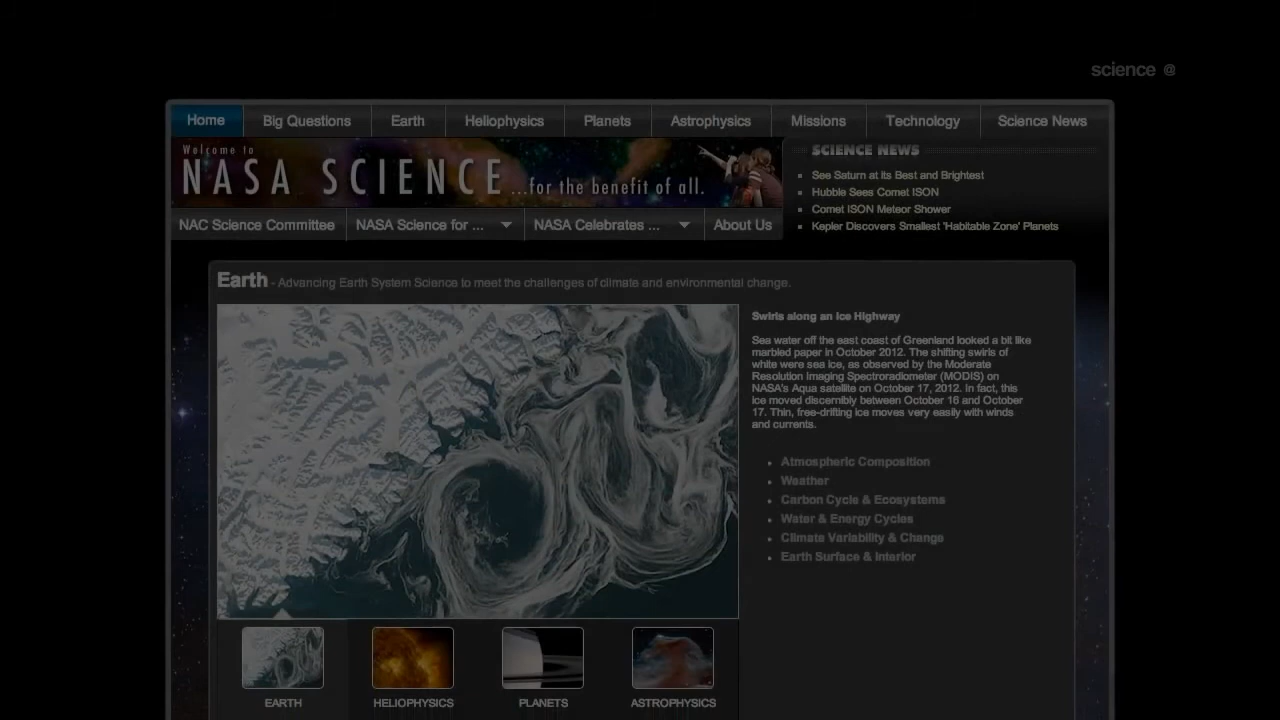 science @
Home Big Questions Earth Heliophysics Planets Astrophysics Missions Technology Science News
Welcome to
NASA SCIENCE ...for the benefit of all.
SCIENCE NEWS
See Saturn at its Best and Brightest
Hubble Sees Comet ISON
Comet ISON Meteor Shower
Kepler Discovers Smallest 'Habitable Zone' Planets
NAC Science Committee NASA Science for ... NASA Celebrates ... About Us
Earth - Advancing Earth System Science to meet the challenges of climate and environmental change.
Swirls along an Ice Highway
Sea water off the east coast of Greenland looked a bit like
marbled paper in October 2012. The shifting swirls of
white were sea ice, as observed by the Moderate
Resolution Imaging Spectroradiometer (MODIS) on
NASA's Aqua satellite on October 17, 2012. In fact, this
ice moved discernibly between October 16 and October
17. Thin, free-drifting ice moves very easily with winds
and currents.
Atmospheric Composition
Weather
Carbon Cycle & Ecosystems
Water & Energy Cycles
Climate Variability & Change
Earth Surface & Interior
EARTH HELIOPHYSICS PLANETS ASTROPHYSICS